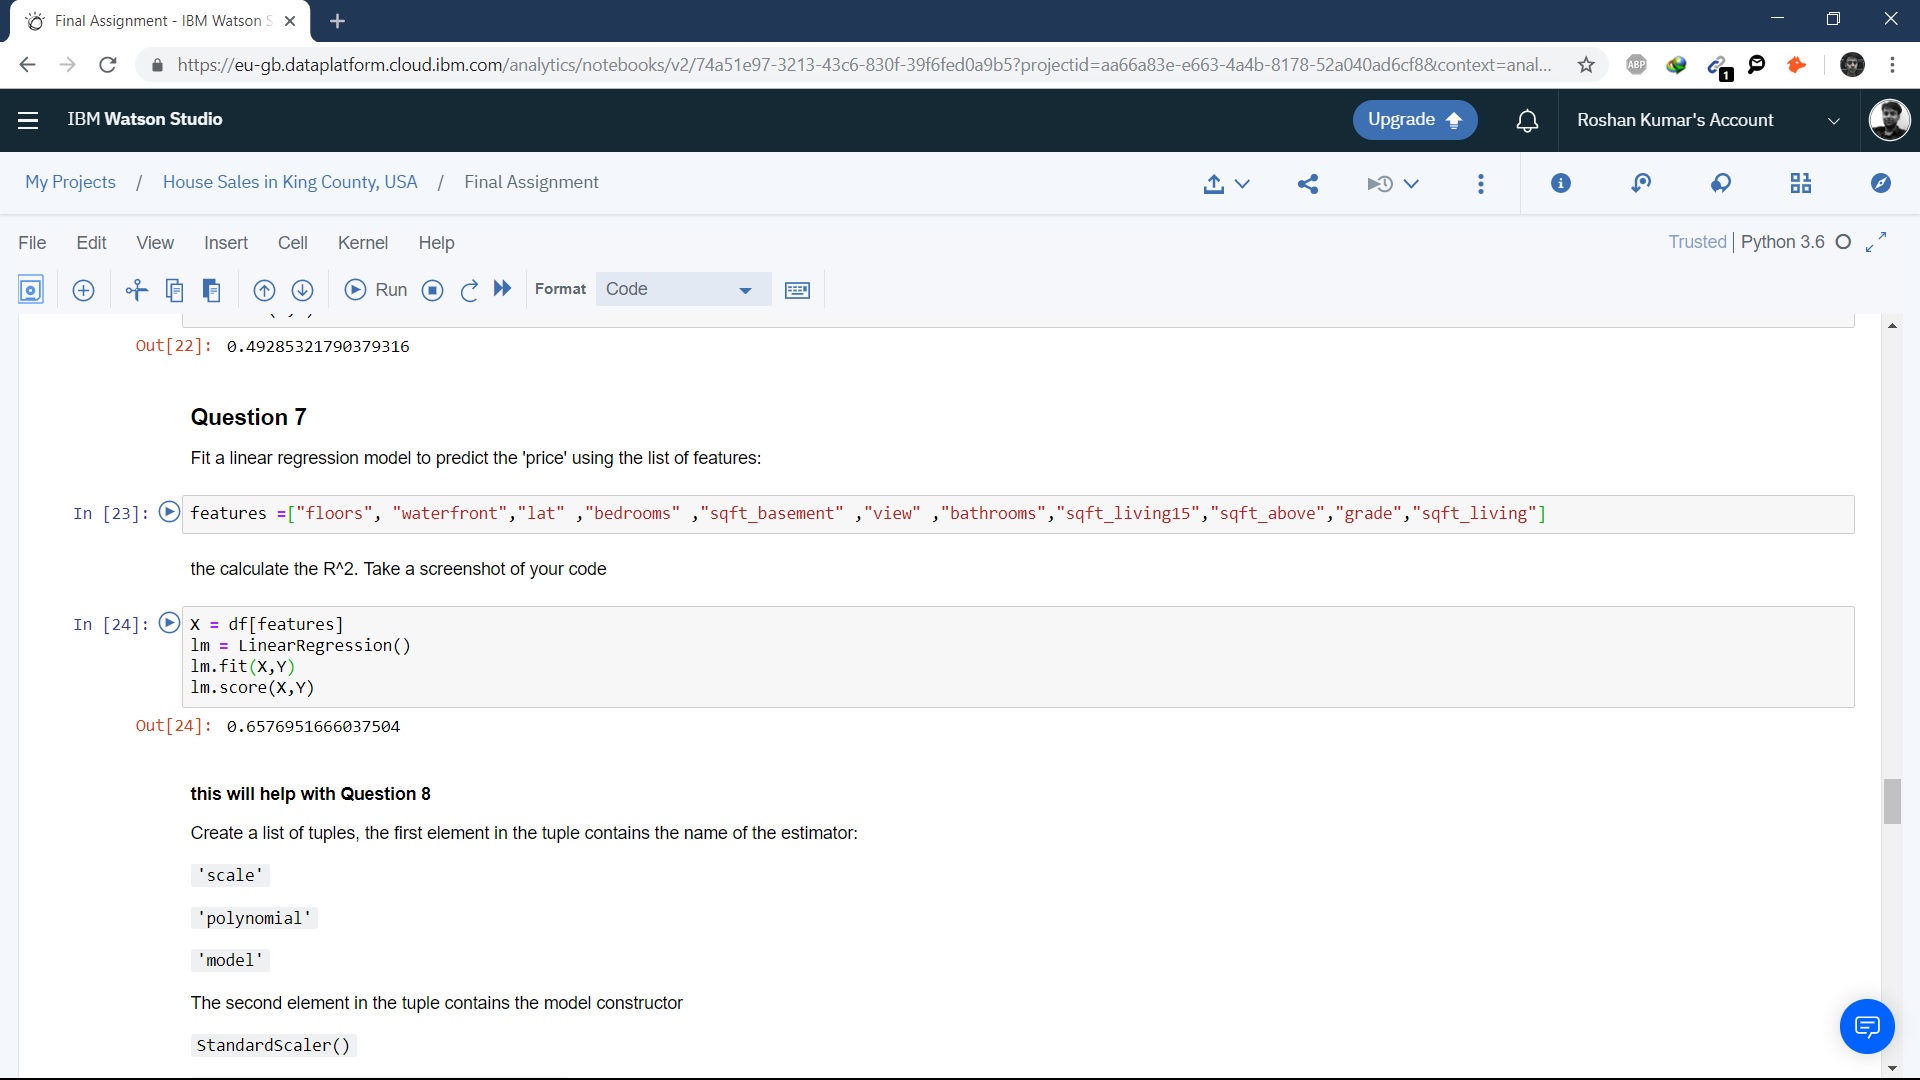 Final Assignment - IBM Watson S
https://eu-gb.dataplatform.cloud.ibm.com/analytics/notebooks/v2/74a51e97-3213-43c6-830f-39f6fed0a9b5?projectid=aa66a83e-e663-4a4b-8178-52a040ad6cf8&context=anal...
ABP
1
IBM Watson Studio
Upgrade
Roshan Kumar's Account
My Projects / House Sales in King County, USA / Final Assignment
File Edit View Insert Cell Kernel Help
Trusted | Python 3.6
Run
Format
Code
Out[22]: 0.49285321790379316
Question 7
Fit a linear regression model to predict the 'price' using the list of features:
In [23]: features =["floors", "waterfront","lat" ,"bedrooms" ,"sqft_basement" ,"view" ,"bathrooms","sqft_living15","sqft_above","grade","sqft_living"]
the calculate the R^2. Take a screenshot of your code
In [24]: X = df[features]
lm = LinearRegression()
lm.fit(X,Y)
lm.score(X,Y)
Out[24]: 0.6576951666037504
this will help with Question 8
Create a list of tuples, the first element in the tuple contains the name of the estimator:
'scale'
'polynomial'
'model'
The second element in the tuple contains the model constructor
StandardScaler()